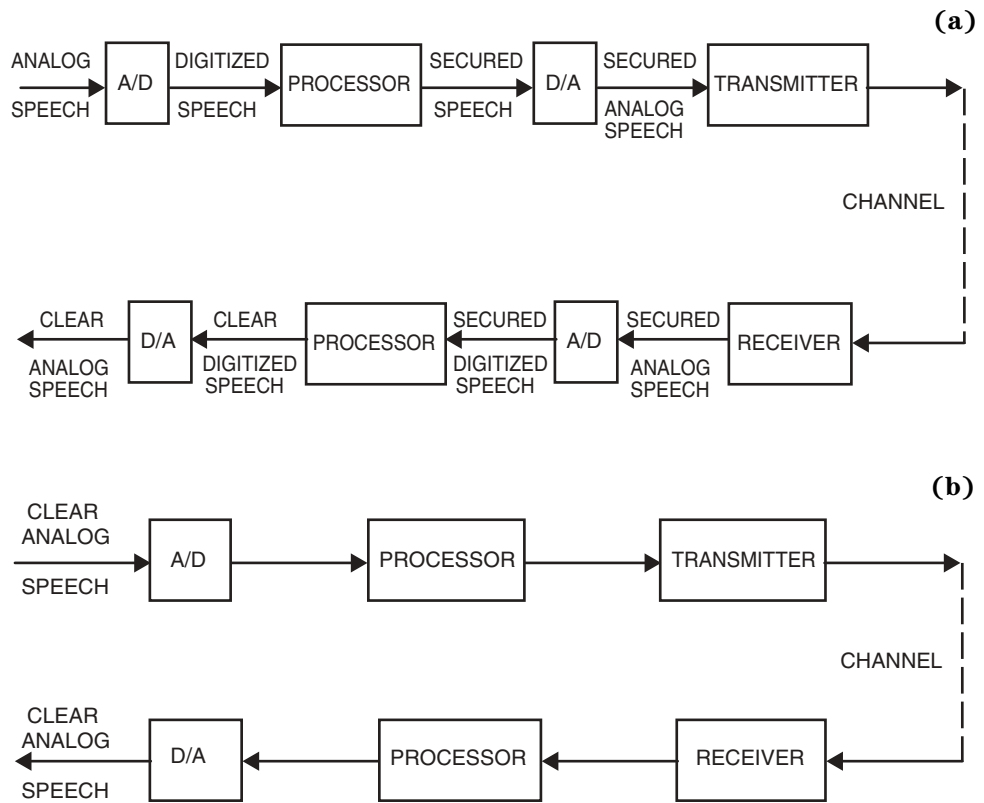 (a)
ANALOG
SPEECH
A/D
DIGITIZED
SPEECH
PROCESSOR
SECURED
SPEECH
D/A
SECURED
ANALOG
SPEECH
TRANSMITTER
CHANNEL
CLEAR
ANALOG
SPEECH
D/A
CLEAR
DIGITIZED
SPEECH
PROCESSOR
SECURED
DIGITIZED
SPEECH
A/D
SECURED
ANALOG
SPEECH
RECEIVER
(b)
CLEAR
ANALOG
SPEECH
A/D
PROCESSOR
TRANSMITTER
CHANNEL
CLEAR
ANALOG
SPEECH
D/A
PROCESSOR
RECEIVER